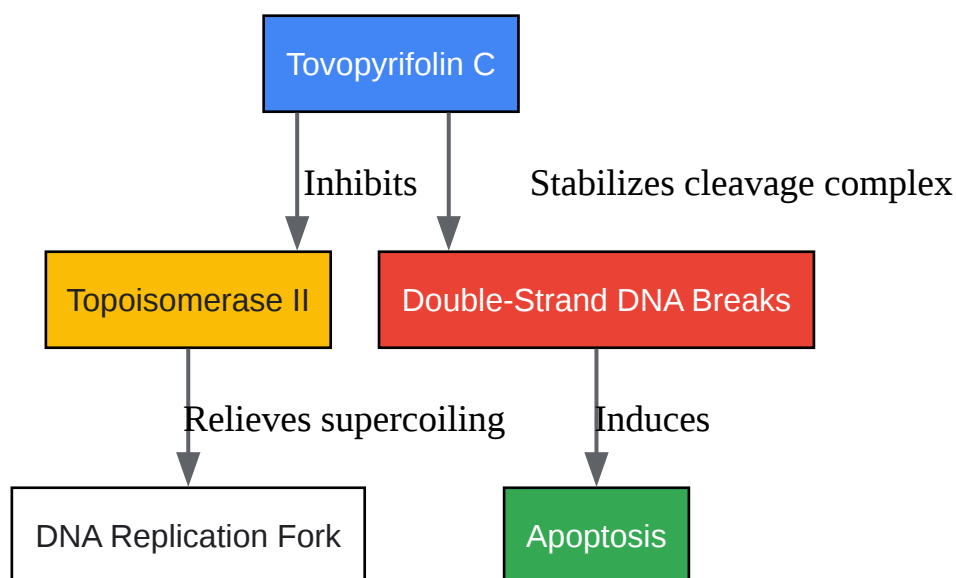 Tovopyrifolin C
Inhibits
Stabilizes cleavage complex
Topoisomerase II
Double-Strand DNA Breaks
Relieves supercoiling
Induces
DNA Replication Fork
Apoptosis